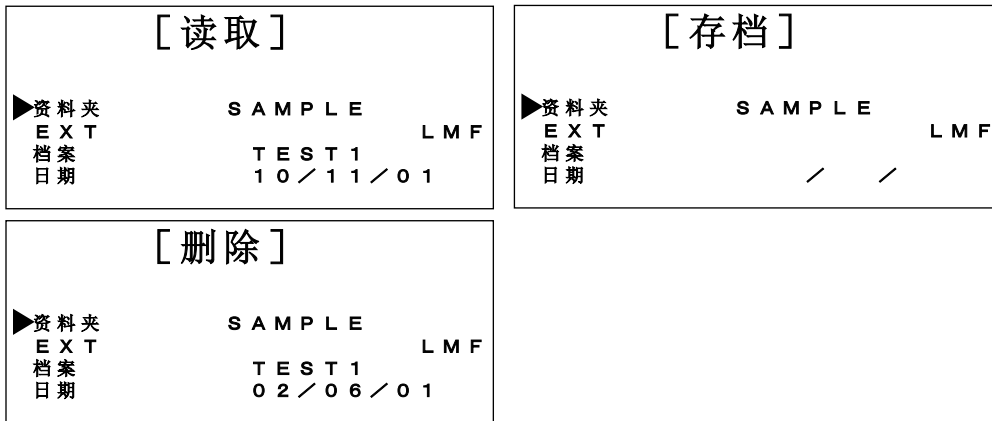 [读取]
▶资料夹 SAMPLE
EXT LMF
档案 TEST1
日期 10/11/01
[存档]
▶资料夹 SAMPLE
EXT LMF
档案
日期 / /
[删除]
▶资料夹 SAMPLE
EXT LMF
档案 TEST1
日期 02/06/01